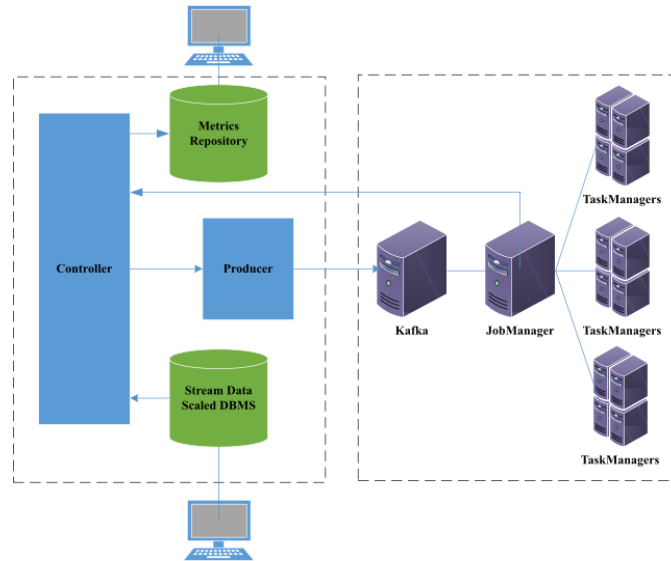 Metrics
Repository
TaskManagers
Controller
Producer
Kafka
JobManager
TaskManagers
Stream Data
Scaled DBMS
TaskManagers